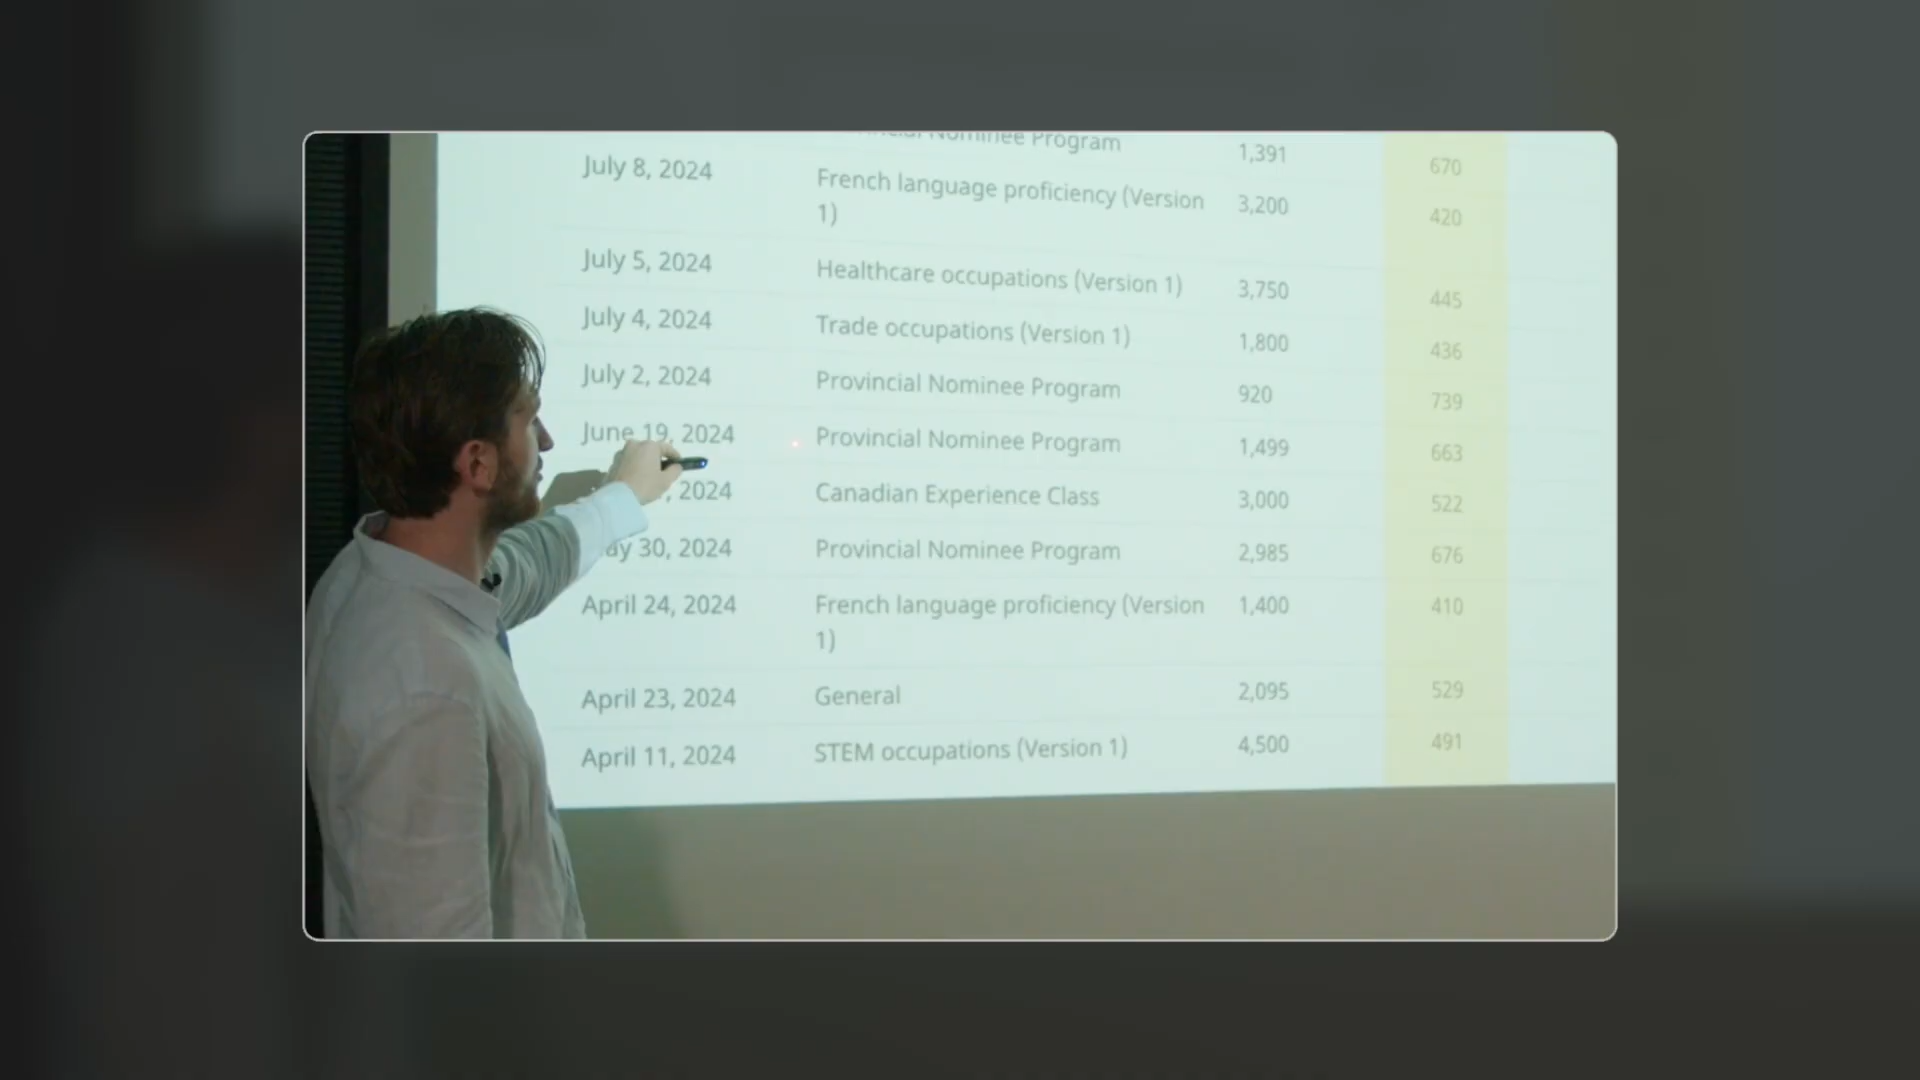 Nominee Program 1,391 670
July 8, 2024
French language proficiency (Version 3,200 420
1)
July 5, 2024 Healthcare occupations (Version 1) 3,750 445
July 4, 2024 Trade occupations (Version 1) 1,800 436
July 2, 2024 Provincial Nominee Program 920 739
June 19, 2024 Provincial Nominee Program 1,499 663
, 2024 Canadian Experience Class 3,000 522
30, 2024 Provincial Nominee Program 2,985 676
April 24, 2024 French language proficiency (Version 1,400 410
1)
April 23, 2024 General 2,095 529
April 11, 2024 STEM occupations (Version 1) 4,500 491